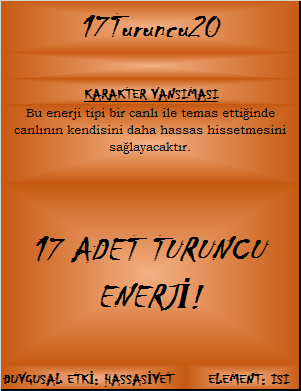 17Turuncu20
KARAKTER YANSIMASI
Bu enerji tipi bir canlı ile temas ettiğinde
canlının kendisini daha hassas hissetmesini
sağlayacaktır.
17 ADET TURUNCU
ENERJİ!
DUYGUSAL ETKİ: HASSASİYET ELEMENT: ISI